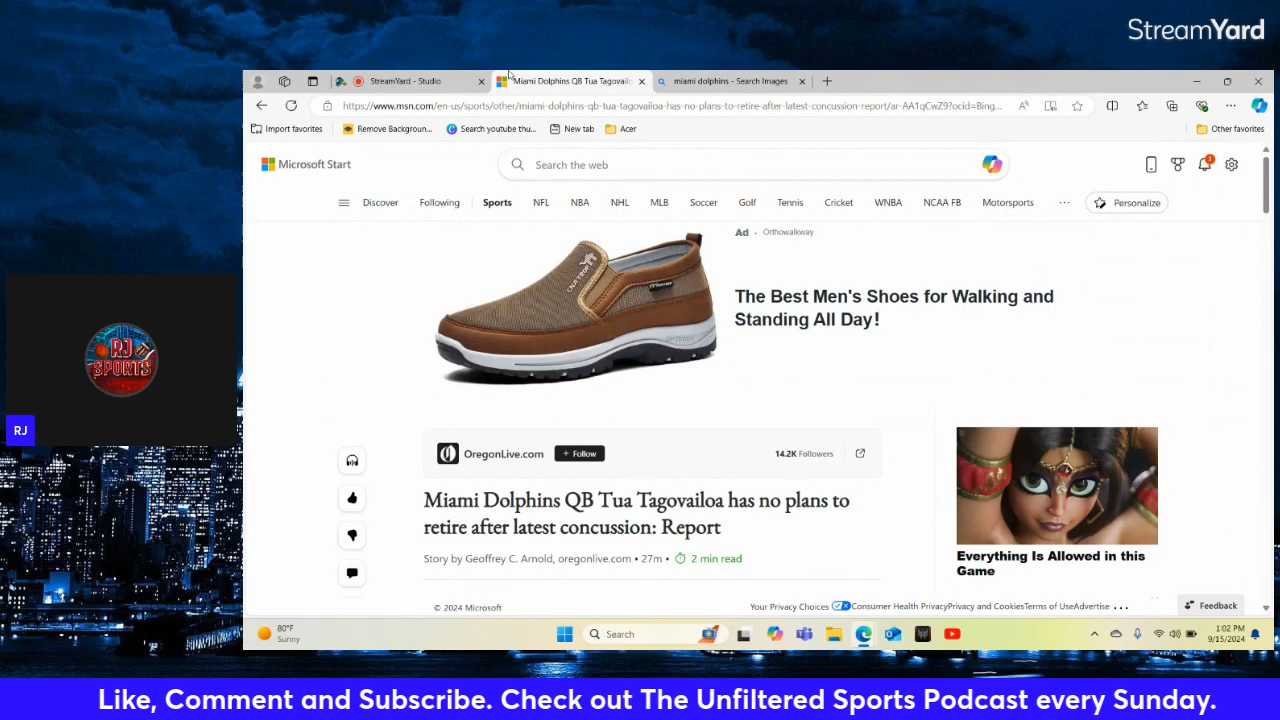 StreamYard
StreamYard - Studio
Miami Dolphins QB Tua Tagovailo
miami dolphins - Search Images
https://www.msn.com/en-us/sports/other/miami-dolphins-qb-tua-tagovailoa-has-no-plans-to-retire-after-latest-concussion-report/ar-AA1qCwZ9?ocid=Bing...
Import favorites
Remove Backgroun...
Search youtube thu...
New tab
Acer
Other favorites
Microsoft Start
Search the web
Discover
Following
Sports
NFL
NBA
NHL
MLB
Soccer
Golf
Tennis
Cricket
WNBA
NCAA FB
Motorsports
...
Personalize
Ad · Orthowalkway
The Best Men's Shoes for Walking and
Standing All Day!
RJ
SPORTS
RJ
OregonLive.com
+ Follow
14.2K Followers
Miami Dolphins QB Tua Tagovailoa has no plans to
retire after latest concussion: Report
Story by Geoffrey C. Arnold, oregonlive.com • 27m • 2 min read
Everything Is Allowed in this
Game
© 2024 Microsoft
Your Privacy Choices
Consumer Health Privacy
Privacy and Cookies
Terms of Use
Advertise
...
Feedback
80°F
Sunny
Search
1:02 PM
9/15/2024
Like, Comment and Subscribe. Check out The Unfiltered Sports Podcast every Sunday.